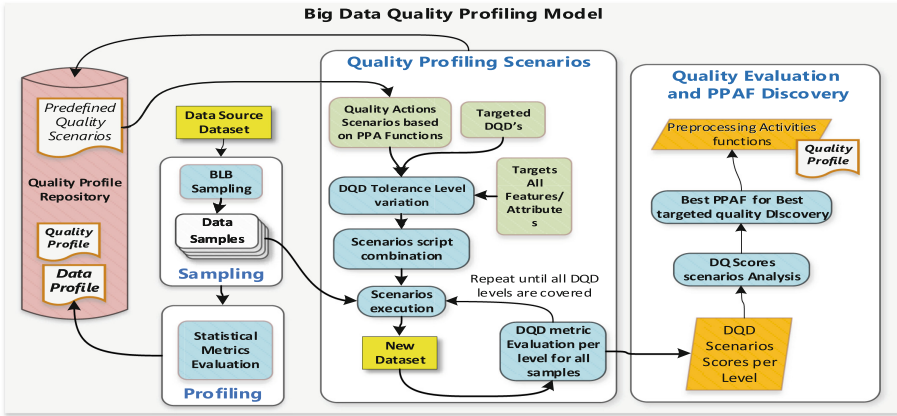 Big Data Quality Profiling Model
Predefined
Quality
Scenarios
Quality Profile
Repository
Quality
Profile
Data
Profile
Data Source
Dataset
BLB
Sampling
Data
Samples
Sampling
Statistical
Metrics
Evaluation
Profiling
Quality Profiling Scenarios
Quality Actions
Scenarios based
on PPA Functions
Targeted
DQD's
DQD Tolerance Level
variation
Targets
All
Features/
Attribute
s
Scenarios script
combination
Repeat until all DQD
levels are covered
Scenarios
execution
New
Dataset
DQD metric
Evaluation per
level for all
samples
Quality Evaluation
and PPAF Discovery
Preprocessing Activities
functions
Quality
Profile
Best PPAF for Best
targeted quality DIscovery
DQ Scores
scenarios Analysis
DQD
Scenarios
Scores per
Level